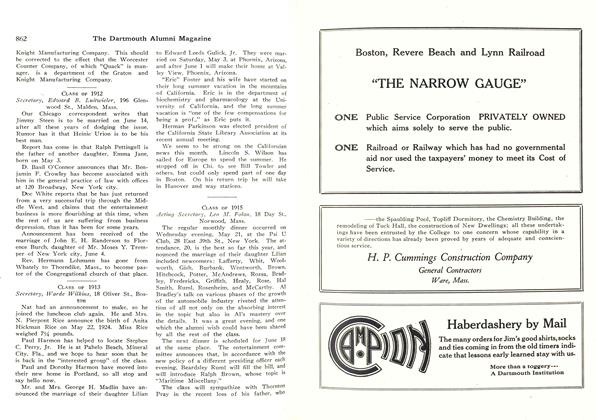 862
The Dartmouth Alumni Magazine
Knight Manufacturing Company. This should
be corrected to the effect that the Worcester
Counter Company, of which "Quack" is man-
ager, is a department of the Graton and
Knight Manufacturing Company.
CLASS OF 1912
Secretary, Edward B. Luitwieler, 196 Glen-
wood St., Malden, Mass.
Our Chicago correspondent writes that
Jimmy Steen is to be married on June 14,
after all these years of dodging the issue.
Rumor has it that Heinie Urion is to be his
best man.
Report has come in that Ralph Pettingell is
the father of another daughter, Emma Jane,
born on May 3.
D. Basil O'Connor announces that Mr. Ben-
jamin F. Crowley has become associated with
him in the general practice of law with offices
at 120 Broadway, New York city.
Doc White reports that he has just returned
from a very successful trip through the Mid-
dle West, and claims that the entertainment
business is more flourishing at this time, when
the rest of us are suffering from business
depression, than it has been for some years.
Announcement has been received of the
marriage of John E. H. Randerson to Flor-
ence Burch, daughter of Mr. Mosey Y. Trem-
per of New York city, June 4.
Rev. Hermann Lohmann has gone from
Whately to Thorndike, Mass., to become pas-
tor of the Congregational church of that place.
CLASS OF 1913
Secretary, Warde Wilkins, 18 Oliver St., Bos-
ton
Nat had an announcement to make, so he
joined the luncheon club again. He and Mrs.
N. Pierpont Rice announce the birth of Anita
Hickman Rice on May 22, 1924. Miss Rice
weighed 7¼ pounds.
Paul Harmon has helped to locate Stephen
C. Perry, Jr. He is at Pahelo Beach, Mineral
City, Fla., and we hope to hear soon that he
is back in the "interested group" of the class.
Paul and Dorothy Harmon have moved into
their new home in Portland, so all stop and
say hello now.
Mr. and Mrs. George H. Madlin have an-
nounced the marriage of their daughter Lilian
to Edward Leeds Gulick, Jr. They were mar-
ried on Saturday, May 3, at Phoenix, Arizona,
and after June 1 will make their house at Val-
ley View, Phoenix, Arizona.
"Eric" Foster and his wife have started on
their long summer vacation in the mountains
of California. Eric is in the department of
biochemistry and pharmacology at the Uni-
versity of California, and the long summer
vacation is "one of the few compensations for
being a prof.," as Eric puts it.
Herman Parkinson was elected president of
the California State Library Association at its
recent annual meeting.
We seem to be strong on the Californias
news this month. Lincoln S. Wilson has
sailed for Europe to spend the summer. He
stopped off in Chi. to see Bill Towler and
others, but could only spend part of one day
in Boston. On his return trip he will take
in Hanover and way stations.
CLASS OF 1915
Acting Secretary, Leo M. Folan, 18 Day St.,
Norwood, Mass.
The regular monthly dinner occurred on
Wednesday evening, May 21, at the Psi U
Club, 28 East 39th St., New York. The at-
tendance, 20, is the best so far this year, and
nounced the marriage of their daughter Lilian
included messrs: Lafferty, Whit, Wool-
worth, Gish, Burbank, Wentworth, Brown,
Hitchcock, Potter, McAndrews, Rorsa, Brad-
ley, Fredericks, Griffith, Healy, Rose, Hal
Smith, Ruml, Rosenheim, and McCarthy. Al
Bradley's talk on various phases of the growth
of the automobile industry riveted the atten-
tion of all not only on the absorbing interest
in the topic but also in Al's mastery over
the details. It was a great evening, and one
which the alumni wish could have been shared
by all the rest of the class.
The next dinner is scheduled for June 18
at the same place. The entertainment com-
mittee announces that, in accordance with the
new policy of a different presiding officer each
evening, Beardsley Ruml will fill the bill, and
will introduce Ralph Brown, whose topic is
"Maritime Miscellany."
The class will sympathize with Thornton
Pray in the recent loss of his father, who
Boston, Revere Beach and Lynn Railroad
"THE NARROW GAUGE"
ONE Public Service Corporation PRIVATELY OWNED
which aims solely to serve the public.
ONE Railroad or Railway which has had no governmental
aid nor used the taxpayers' money to meet its Cost of
Service.
—the Spaulding Pool, Topliff Dormitory, the Chemistry Building, the
remodeling of Tuck Hall, the construction of New Dwellings; all these undertak-
ings have been entrusted by the College to one concern whose capability in a
variety of directions has already been proved by years of adequate and conscien-
tious service.
H. P. Cummings Construction Company
General Contractors
Ware, Mass.
CAMPION
Haberdashery by Mail
The many orders for Jim's good shirts, socks
and ties coming in from the old timers indi-
cate that lessons early learned stay with us.
More than a toggery—
A Dartmouth Institution